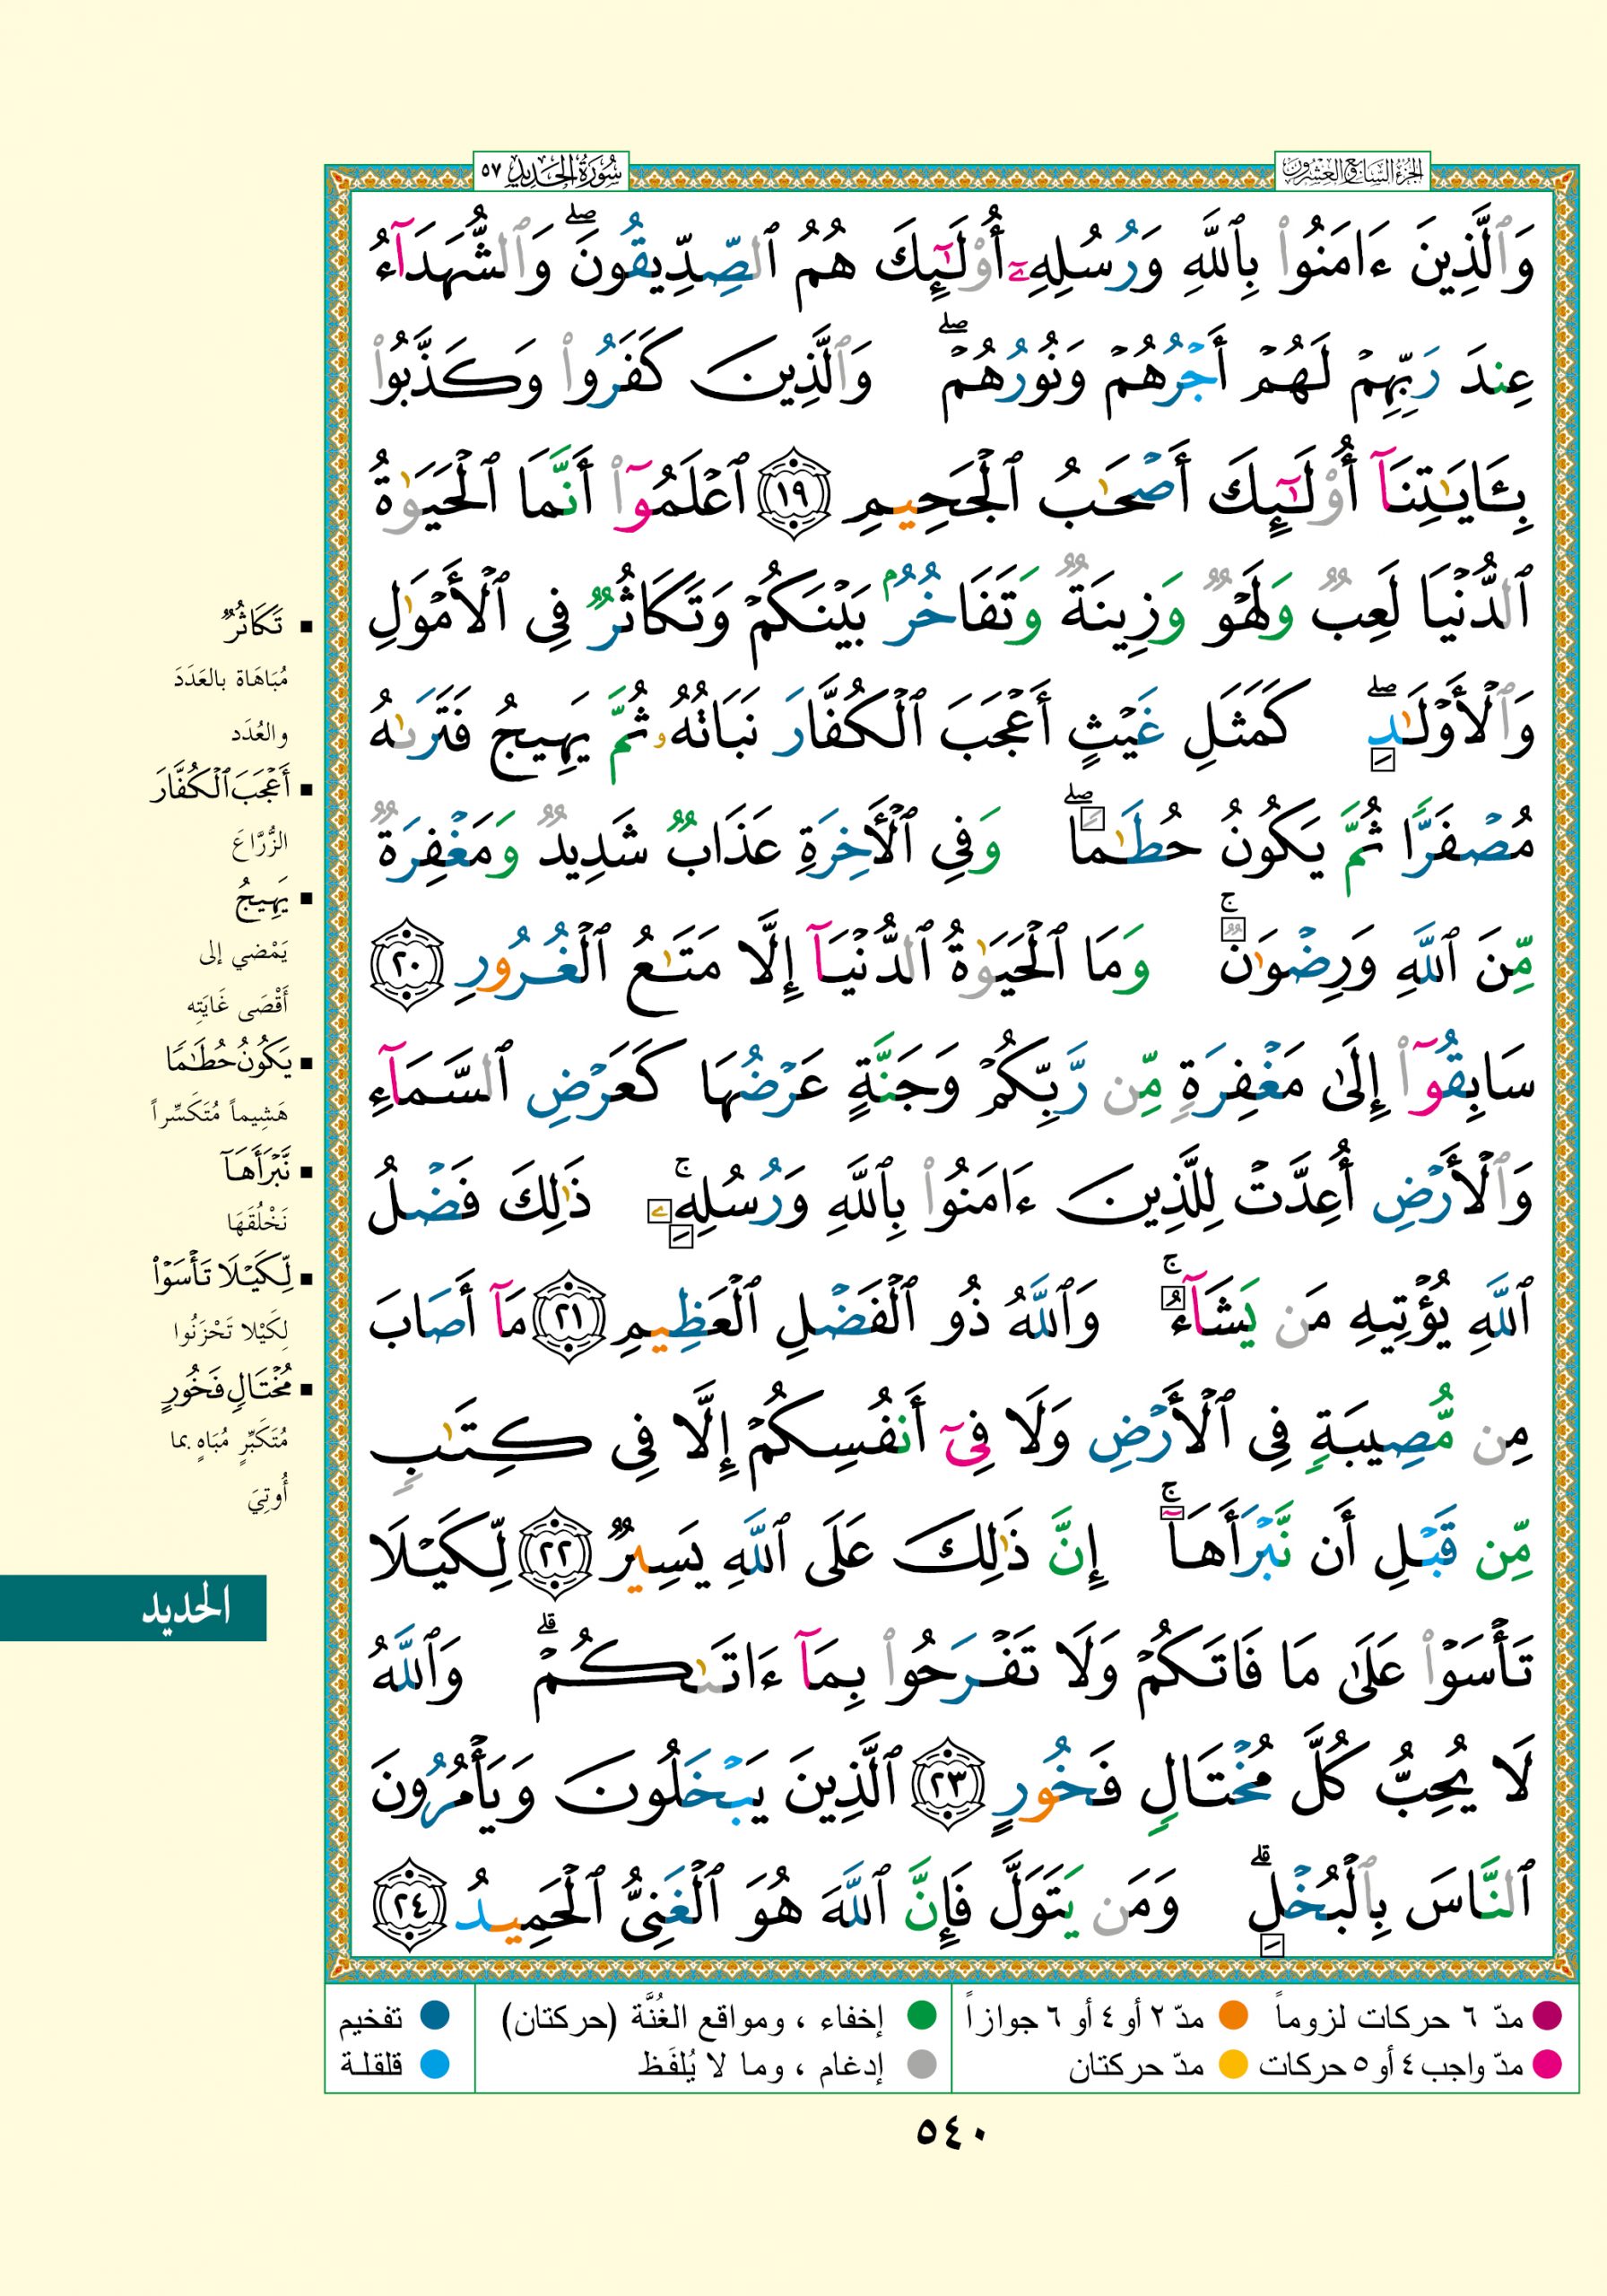 الجزء السابع والعشرون
سورة الحديد ٥٧
وَٱلَّذِينَ ءَامَنُوا۟ بِٱللَّهِ وَرُسُلِهِۦٓ أُو۟لَـٰٓئِكَ هُمُ ٱلصِّدِّيقُونَ ۖ وَٱلشُّهَدَآءُ
عِندَ رَبِّهِمْ لَهُمْ أَجْرُهُمْ وَنُورُهُمْ ۖ وَٱلَّذِينَ كَفَرُوا۟ وَكَذَّبُوا۟
بِـَٔايَـٰتِنَآ أُو۟لَـٰٓئِكَ أَصْحَـٰبُ ٱلْجَحِيمِ ١٩ ٱعْلَمُوٓا۟ أَنَّمَا ٱلْحَيَوٰةُ
ٱلدُّنْيَا لَعِبٌ وَلَهْوٌ وَزِينَةٌ وَتَفَاخُرٌۢ بَيْنَكُمْ وَتَكَاثُرٌ فِى ٱلْأَمْوَٰلِ
وَٱلْأَوْلَـٰدِ ۖ كَمَثَلِ غَيْثٍ أَعْجَبَ ٱلْكُفَّارَ نَبَاتُهُۥ ثُمَّ يَهِيجُ فَتَرَىٰهُ
مُصْفَرًّا ثُمَّ يَكُونُ حُطَـٰمًا ۖ وَفِى ٱلْأَخِرَةِ عَذَابٌ شَدِيدٌ وَمَغْفِرَةٌ
مِّنَ ٱللَّهِ وَرِضْوَٰنٌ ۚ وَمَا ٱلْحَيَوٰةُ ٱلدُّنْيَآ إِلَّا مَتَـٰعُ ٱلْغُرُورِ ٢٠
سَابِقُوٓا۟ إِلَىٰ مَغْفِرَةٍ مِّن رَّبِّكُمْ وَجَنَّةٍ عَرْضُهَا كَعَرْضِ ٱلسَّمَآءِ
وَٱلْأَرْضِ أُعِدَّتْ لِلَّذِينَ ءَامَنُوا۟ بِٱللَّهِ وَرُسُلِهِۦ ۚ ذَٰلِكَ فَضْلُ
ٱللَّهِ يُؤْتِيهِ مَن يَشَآءُ ۚ وَٱللَّهُ ذُو ٱلْفَضْلِ ٱلْعَظِيمِ ٢١ مَآ أَصَابَ
مِن مُّصِيبَةٍ فِى ٱلْأَرْضِ وَلَا فِىٓ أَنفُسِكُمْ إِلَّا فِى كِتَـٰبٍ
مِّن قَبْلِ أَن نَّبْرَأَهَآ ۚ إِنَّ ذَٰلِكَ عَلَى ٱللَّهِ يَسِيرٌ ٢٢ لِّكَيْلَا
تَأْسَوْا۟ عَلَىٰ مَا فَاتَكُمْ وَلَا تَفْرَحُوا۟ بِمَآ ءَاتَىٰكُمْ ۗ وَٱللَّهُ
لَا يُحِبُّ كُلَّ مُخْتَالٍ فَخُورٍ ٢٣ ٱلَّذِينَ يَبْخَلُونَ وَيَأْمُرُونَ
ٱلنَّاسَ بِٱلْبُخْلِ ۗ وَمَن يَتَوَلَّ فَإِنَّ ٱللَّهَ هُوَ ٱلْغَنِىُّ ٱلْحَمِيدُ ٢٤
▪ تَكَاثُرٌ
مُبَاهَاة بالعَدَدَ
والعُدَد
▪ أَعْجَبَ ٱلْكُفَّارَ
الزُّرَّاعَ
▪ يَهِيجُ
يَمْضي إلى
أَقْصَى غَايَتِه
▪ يَكُونُ حُطَـٰمًا
هَشِيماً مُتَكَسِّراً
▪ نَّبْرَأَهَآ
نَخْلُقَهَا
▪ لِّكَيْلَا تَأْسَوْا۟
لِكَيْلا تَحْزَنُوا
▪ مُخْتَالٍ فَخُورٍ
مُتَكَبِّرٍ مُبَاهٍ بما
أُوتِيَ
الحديد
مدّ ٦ حركات لزوماً مدّ ٢ أو ٤ أو ٦ جوازاً إخفاء ، ومواقع الغُنَّة (حركتان) تفخيم
مدّ واجب ٤ أو ٥ حركات مدّ حركتان إدغام ، وما لا يُلفَظ قلقلة
٥٤٠